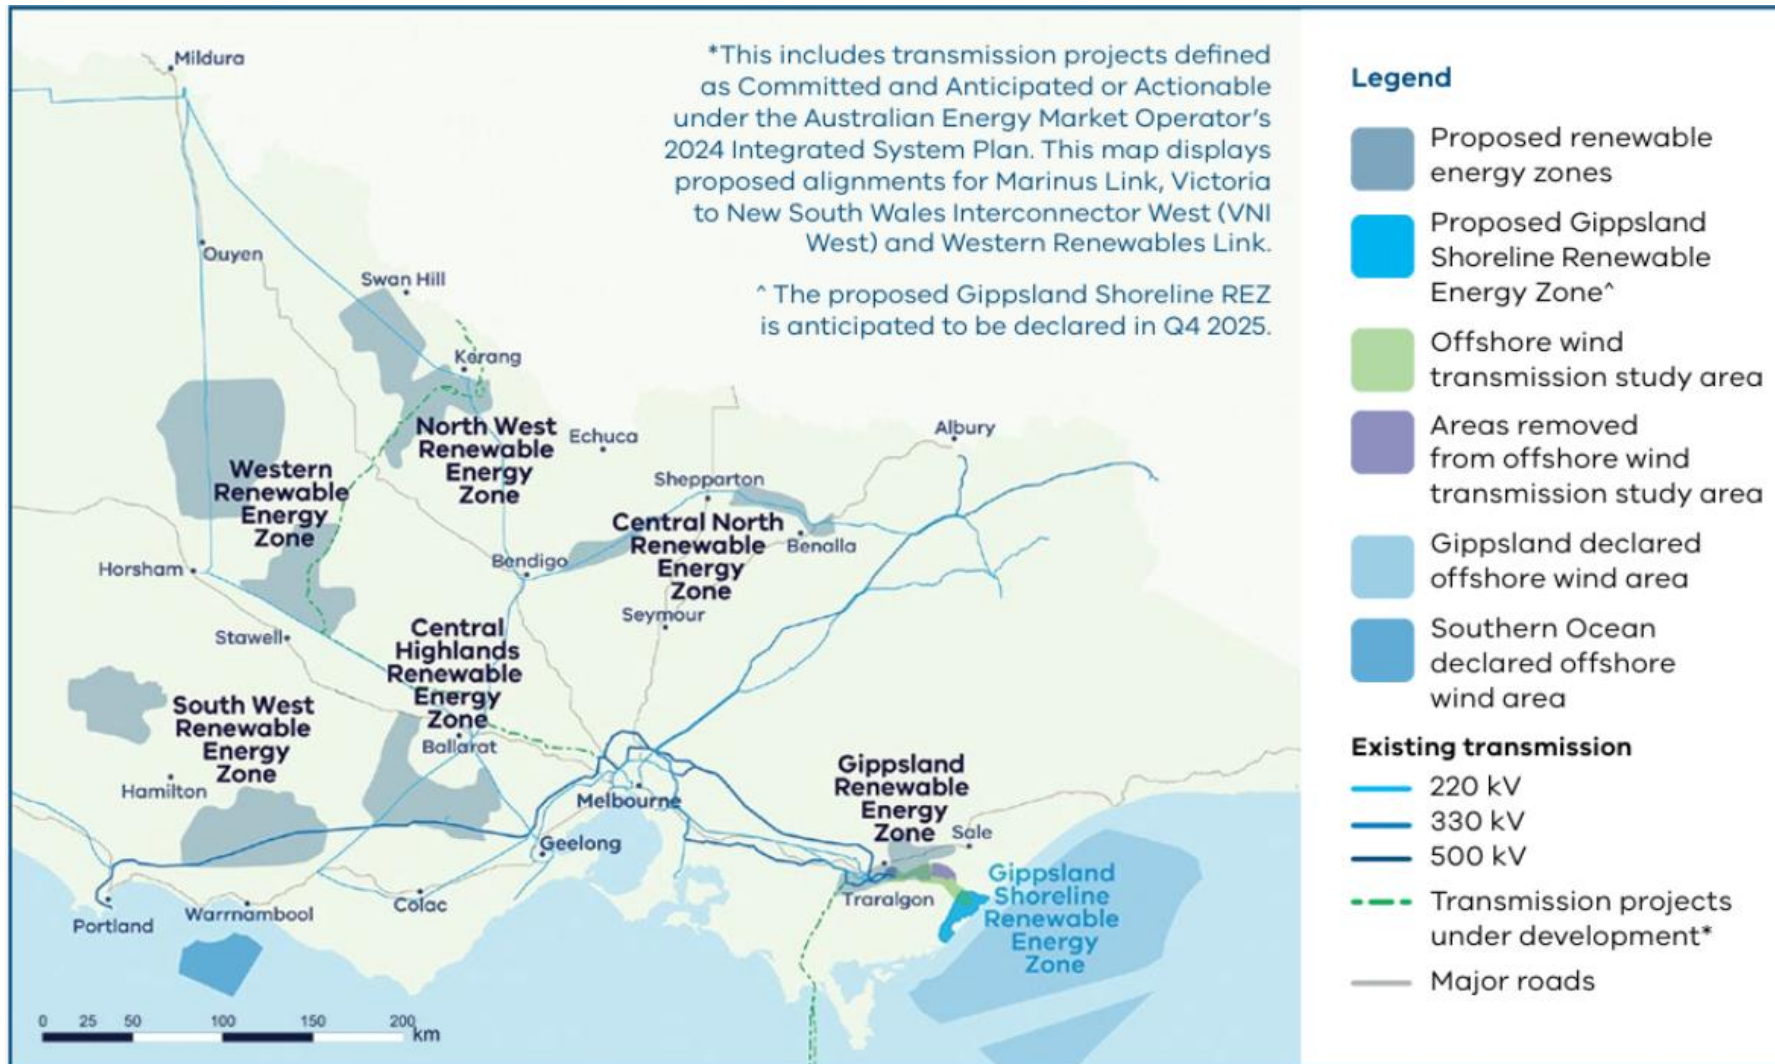 *This includes transmission projects defined
as Committed and Anticipated or Actionable
under the Australian Energy Market Operator's
2024 Integrated System Plan. This map displays
proposed alignments for Marinus Link, Victoria
to New South Wales Interconnector West (VNI
West) and Western Renewables Link.
^ The proposed Gippsland Shoreline REZ
is anticipated to be declared in Q4 2025.
Mildura
Ouyen
Swan Hill
Kerang
North West
Renewable
Energy
Zone
Echuca
Albury
Western
Renewable
Energy
Zone
Shepparton
Central North
Renewable
Energy
Zone
Benalla
Bendigo
Horsham
Seymour
Stawell
Central
Highlands
Renewable
Energy
Zone
South West
Renewable
Energy
Zone
Ballarat
Hamilton
Melbourne
Gippsland
Renewable
Energy
Zone
Sale
Geelong
Traralgon
Gippsland
Shoreline
Renewable
Energy
Zone
Colac
Warrnambool
Portland
0 25 50 100 150 200 km
Legend
Proposed renewable
energy zones
Proposed Gippsland
Shoreline Renewable
Energy Zone^
Offshore wind
transmission study area
Areas removed
from offshore wind
transmission study area
Gippsland declared
offshore wind area
Southern Ocean
declared offshore
wind area
Existing transmission
220 kV
330 kV
500 kV
Transmission projects
under development*
Major roads